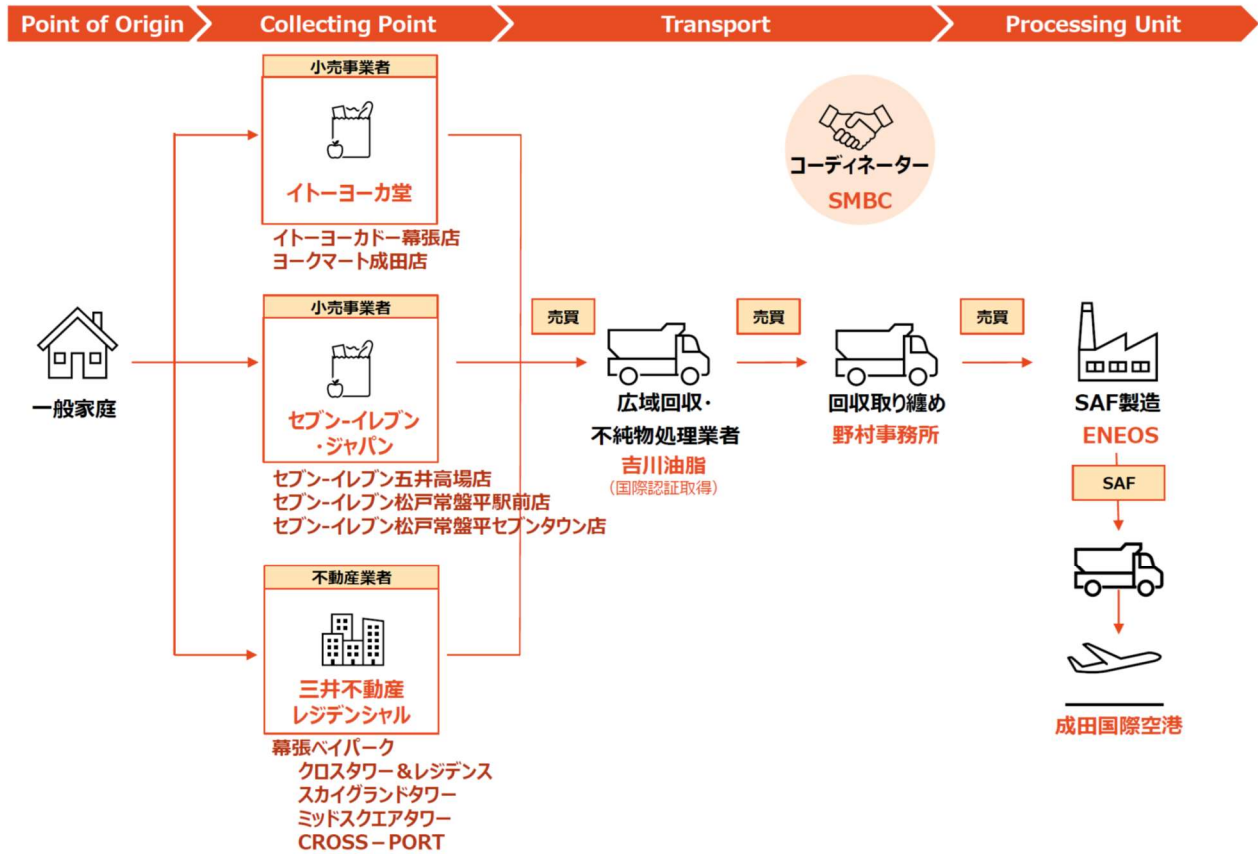 Point of Origin
Collecting Point
Transport
Processing Unit
小売事業者
イトーヨーカ堂
イトーヨーカドー幕張店
ヨークマート成田店
コーディネーター
SMBC
一般家庭
小売事業者
セブン-イレブン
・ジャパン
セブン-イレブン五井高場店
セブン-イレブン松戸常盤平駅前店
セブン-イレブン松戸常盤平セブンタウン店
売買
広域回収・
不純物処理業者
吉川油脂
(国際認証取得)
売買
回収取り纏め
野村事務所
売買
SAF製造
ENEOS
SAF
成田国際空港
不動産業者
三井不動産
レジデンシャル
幕張ベイパーク
クロスタワー＆レジデンス
スカイグランドタワー
ミッドスクエアタワー
CROSS－PORT